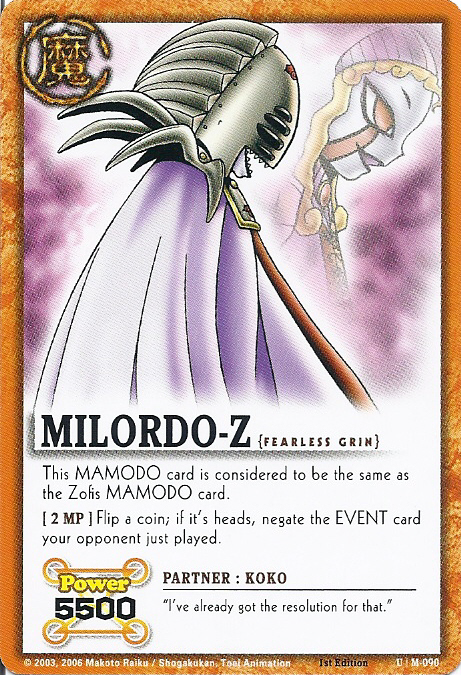 魔
MILORDO-Z {FEARLESS GRIN}
This MAMODO card is considered to be the same as
the Zofis MAMODO card.
[ 2 MP ] Flip a coin; if it's heads, negate the EVENT card
your opponent just played.
Power
5500
PARTNER : KOKO
"I've already got the resolution for that."
© 2003, 2006 Makoto Raiku / Shogakukan, Toei Animation 1st Edition U | M-090